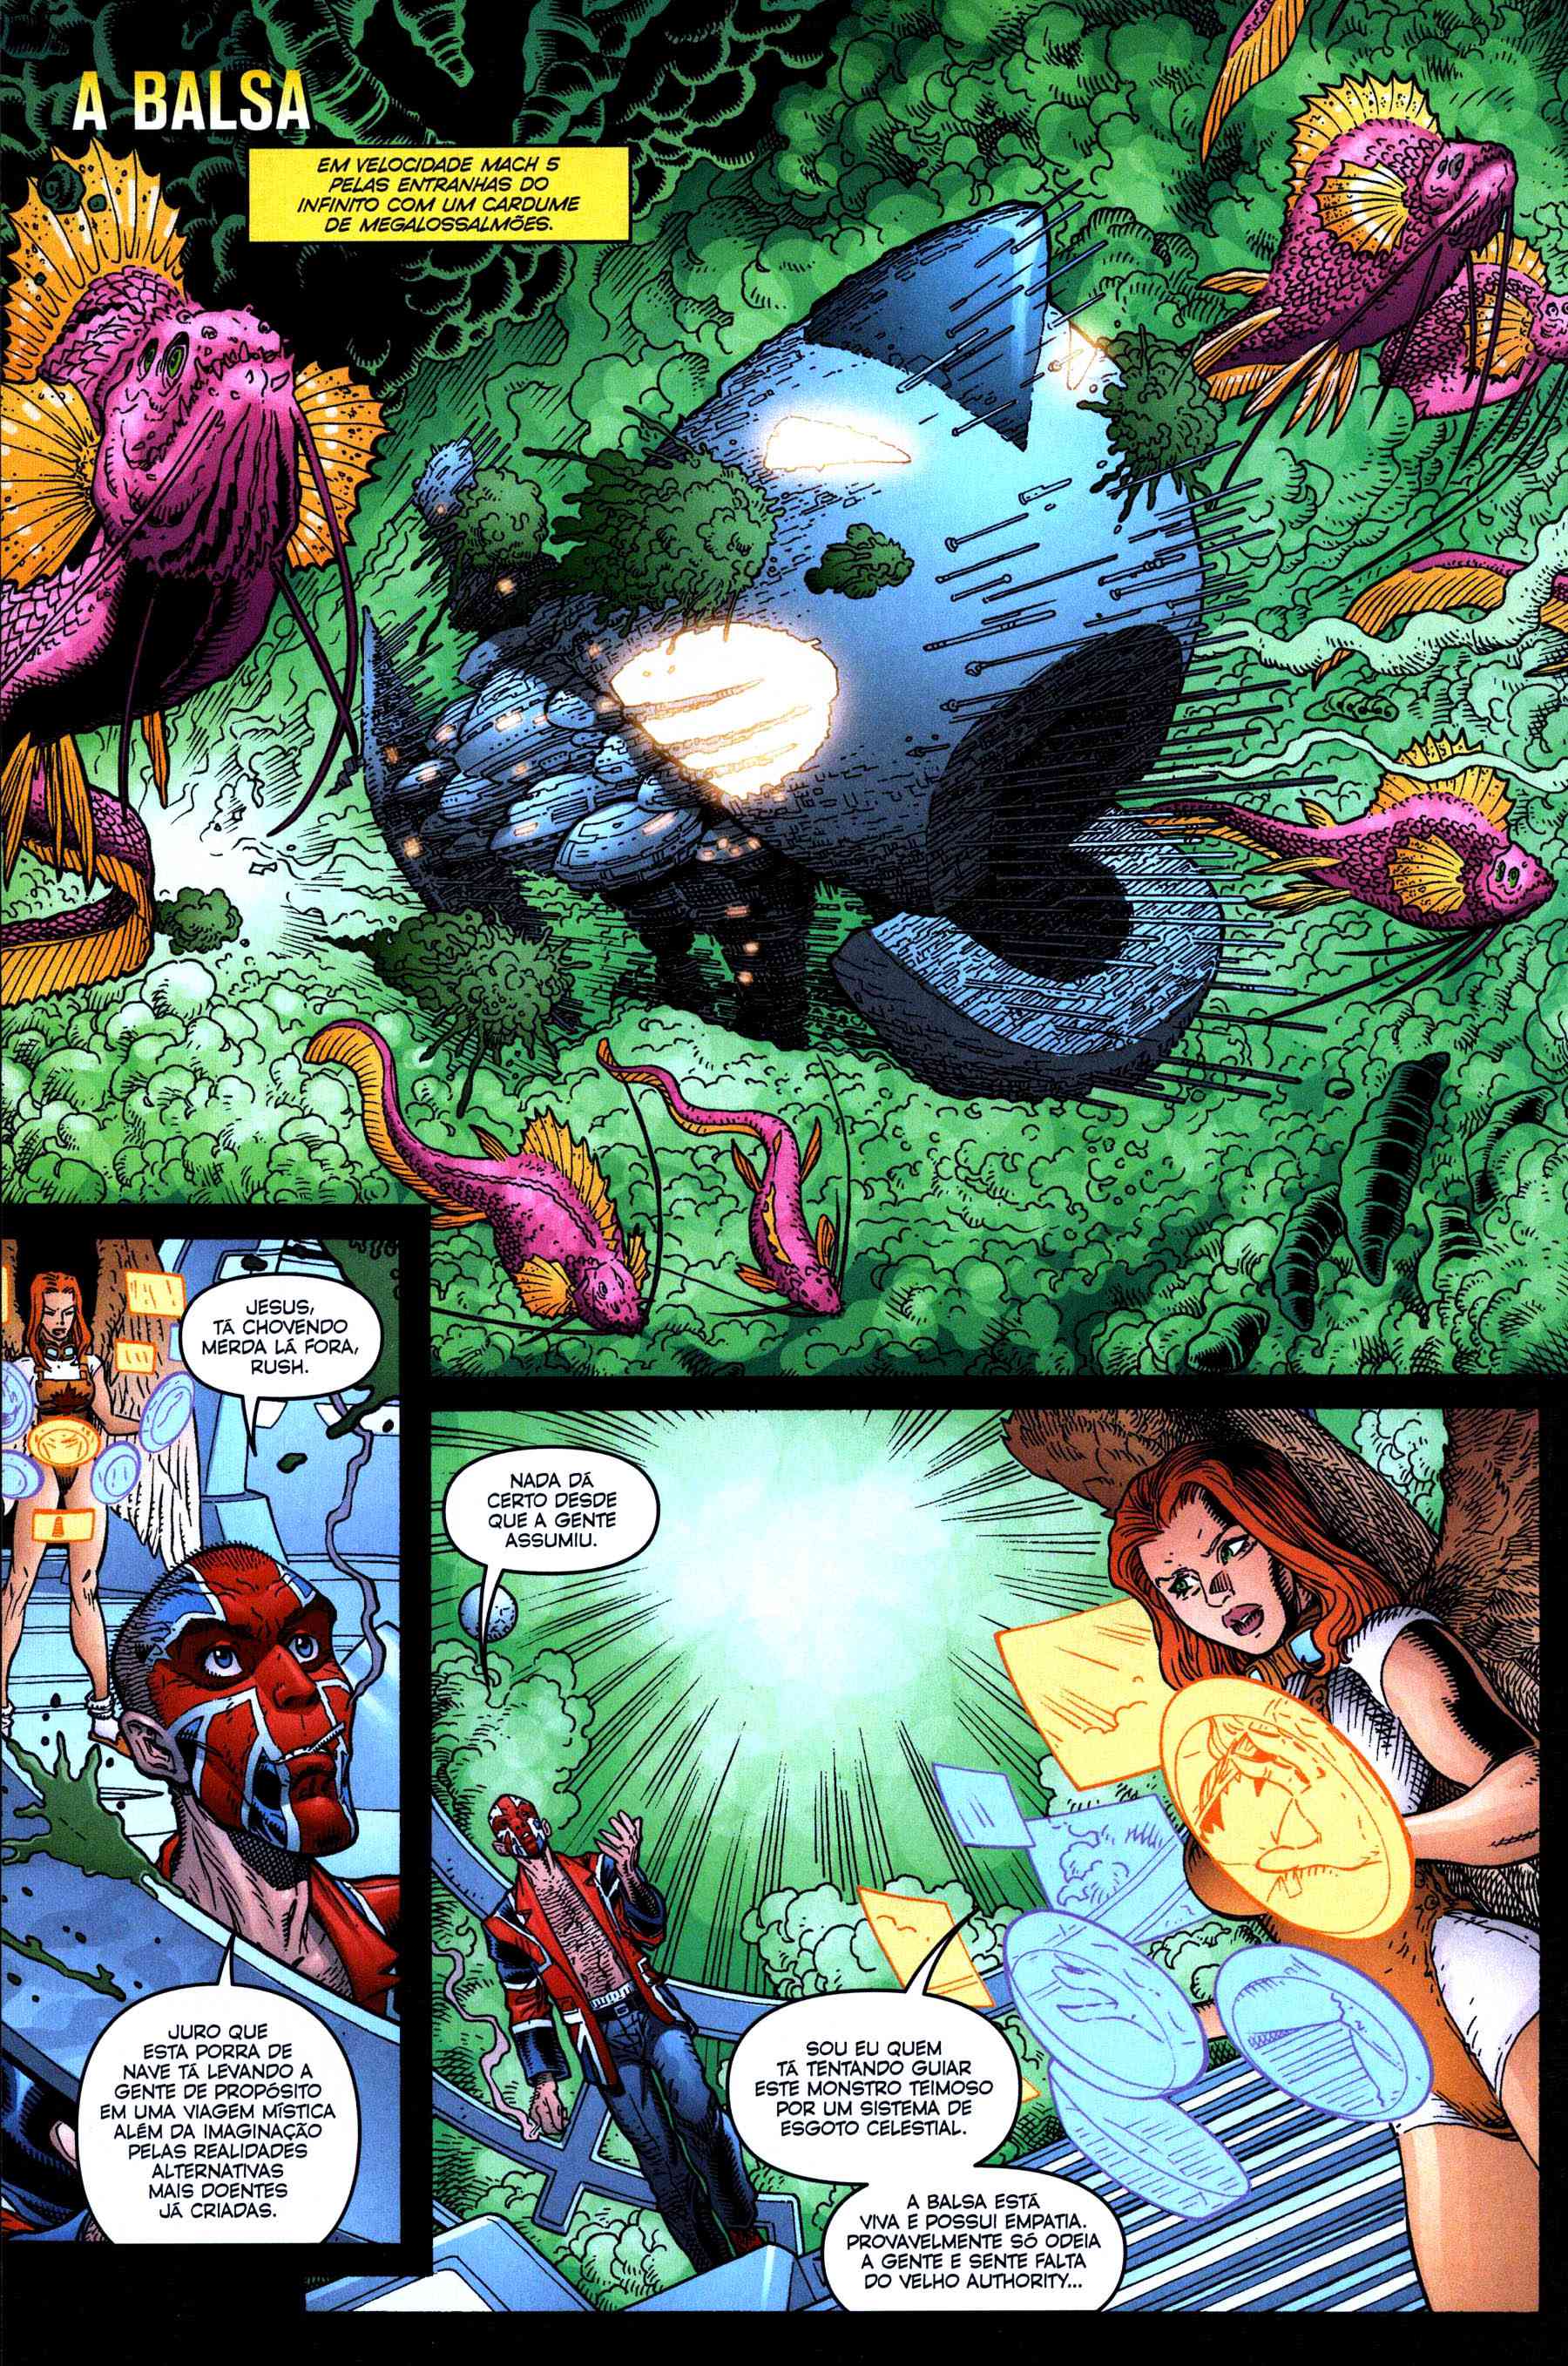 A BALSA
EM VELOCIDADE MACH 5
PELAS ENTRANHAS DO
INFINITO COM UM CARDUME
DE MEGALOSSALMÕES.
JESUS,
TÁ CHOVENDO
MERDA LÁ FORA,
RUSH.
JURO QUE
ESTA PORRA DE
NAVE TÁ LEVANDO A
GENTE DE PROPÓSITO
EM UMA VIAGEM MÍSTICA
ALÉM DA IMAGINAÇÃO
PELAS REALIDADES
ALTERNATIVAS
MAIS DOENTES
JÁ CRIADAS.
NADA DÁ
CERTO DESDE
QUE A GENTE
ASSUMIU.
SOU EU QUEM
TÁ TENTANDO GUIAR
ESTE MONSTRO TEIMOSO
POR UM SISTEMA DE
ESGOTO CELESTIAL.
A BALSA ESTÁ
VIVA E POSSUI EMPATIA.
PROVAVELMENTE SÓ ODEIA
A GENTE E SENTE FALTA
DO VELHO AUTHORITY...